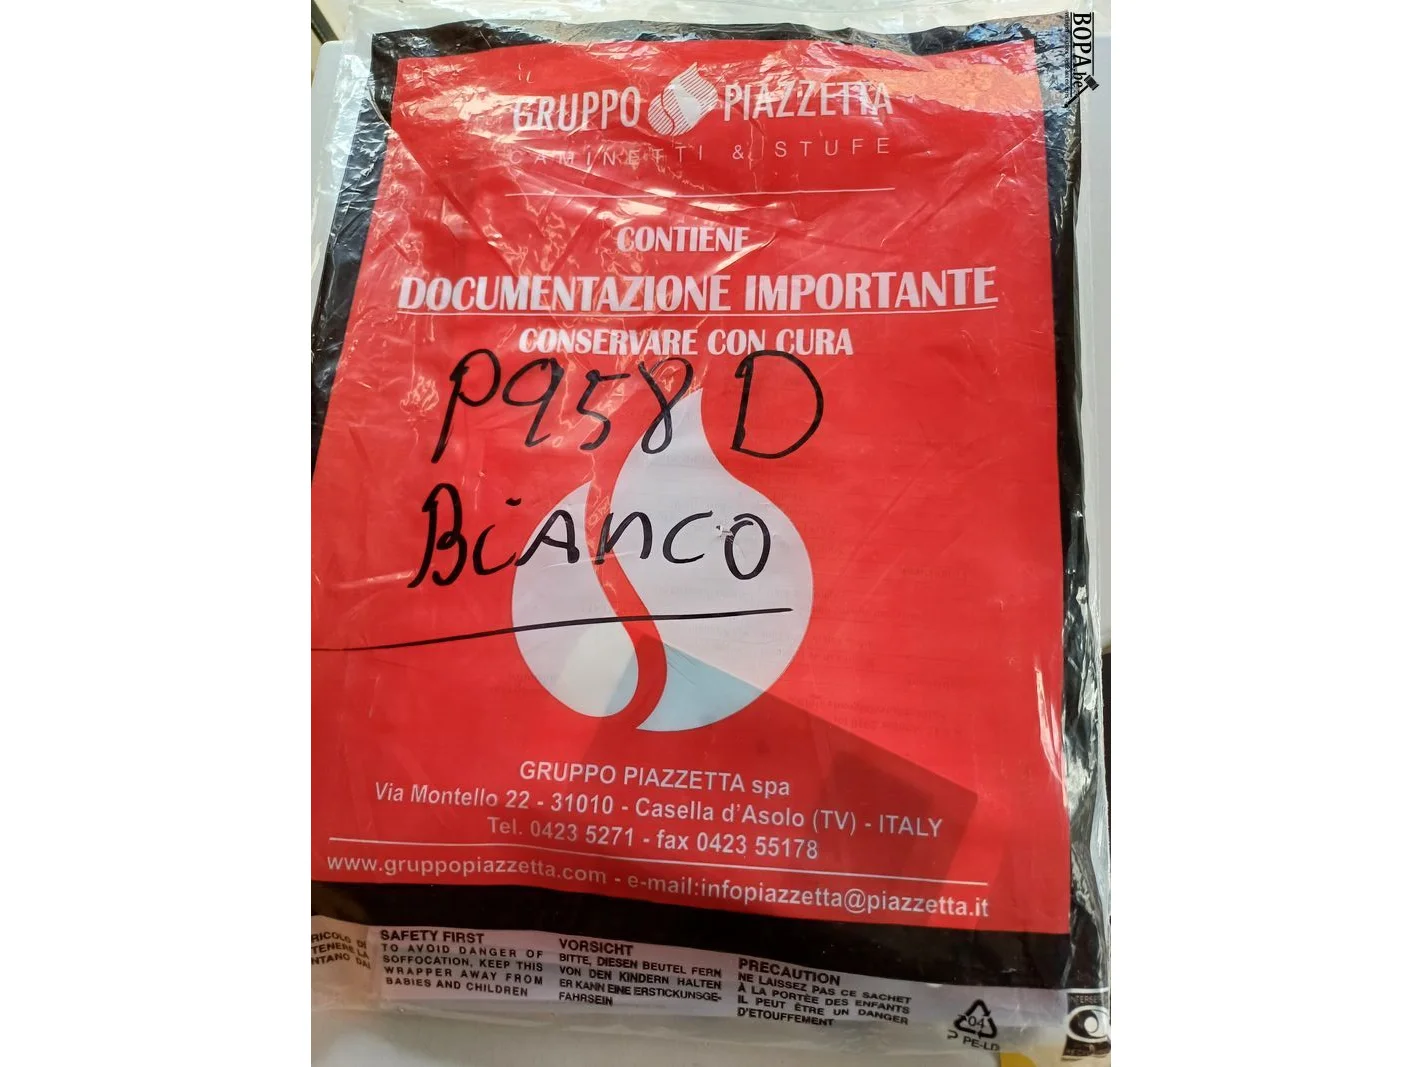 BOPA.be
GRUPPO PIAZZETTA
CAMINETTI & STUFE
CONTIENE
DOCUMENTAZIONE IMPORTANTE
CONSERVARE CON CURA
P958 D
BiANCO
GRUPPO PIAZZETTA spa
Via Montello 22 - 31010 - Casella d'Asolo (TV) - ITALY
Tel. 0423 5271 - fax 0423 55178
www.gruppopiazzetta.com - e-mail:infopiazzetta@piazzetta.it
SAFETY FIRST
TO AVOID DANGER OF
SOFFOCATION, KEEP THIS
WRAPPER AWAY FROM
BABIES AND CHILDREN
VORSICHT
BITTE, DIESEN BEUTEL FERN
VON DEN KINDERN HALTEN
ER KANN EINE ERSTICKUNSGE-
FAHRSEIN
PRECAUTION
NE LAISSEZ PAS CE SACHET
À LA PORTÉE DES ENFANTS
IL PEUT ÊTRE UN DANGER
D'ETOUFFEMENT
04
PE-LD